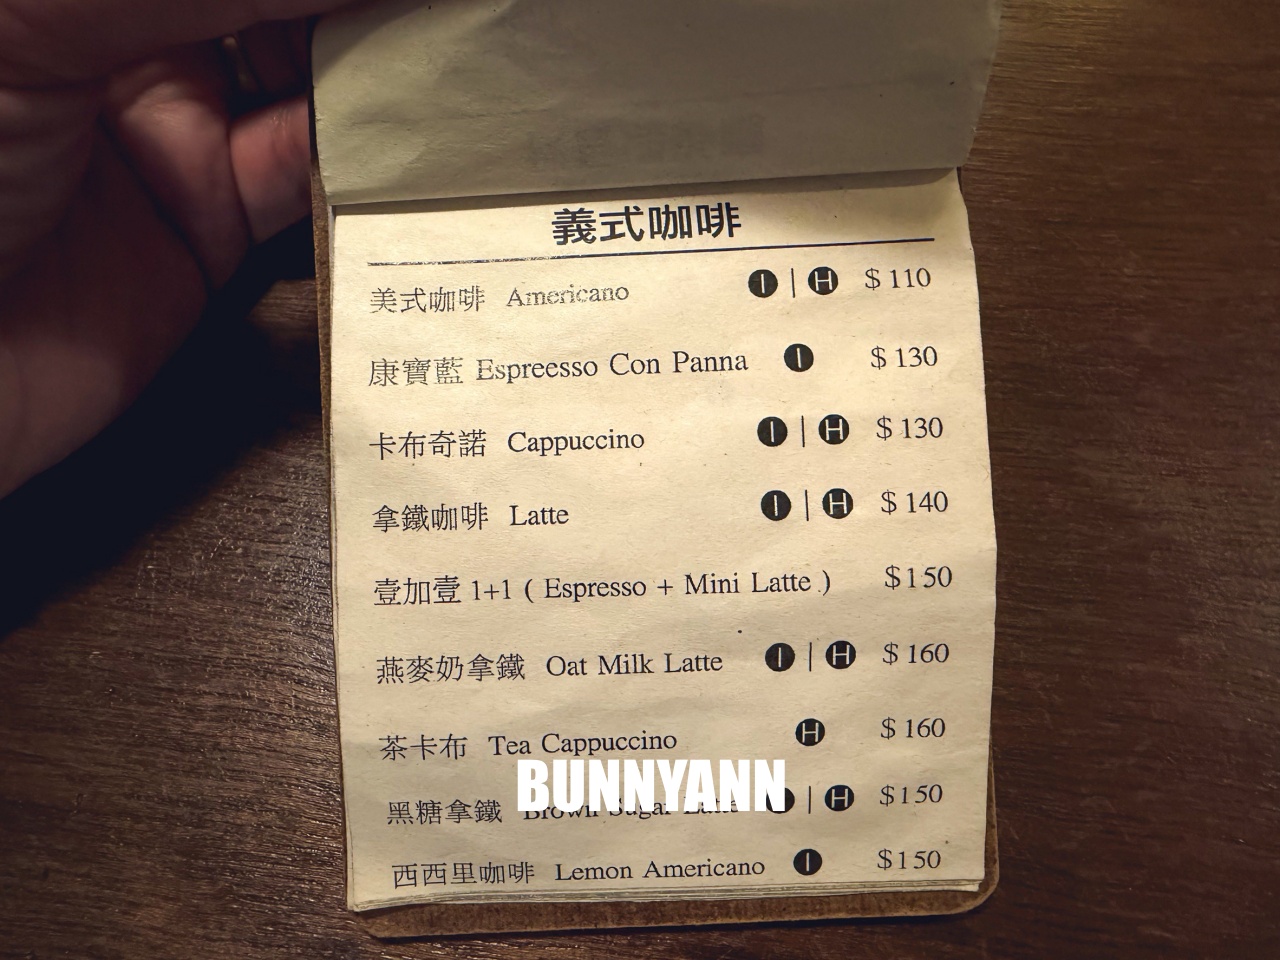 義式咖啡
美式咖啡 Americano I | H $110
康寶藍 Espreesso Con Panna I $130
卡布奇諾 Cappuccino I | H $130
拿鐵咖啡 Latte I | H $140
壹加壹 1+1 ( Espresso + Mini Latte ) $150
燕麥奶拿鐵 Oat Milk Latte I | H $160
茶卡布 Tea Cappuccino H $160
BUNNYANN
黑糖拿鐵 Brown Sugar Latte I | H $150
西西里咖啡 Lemon Americano I $150